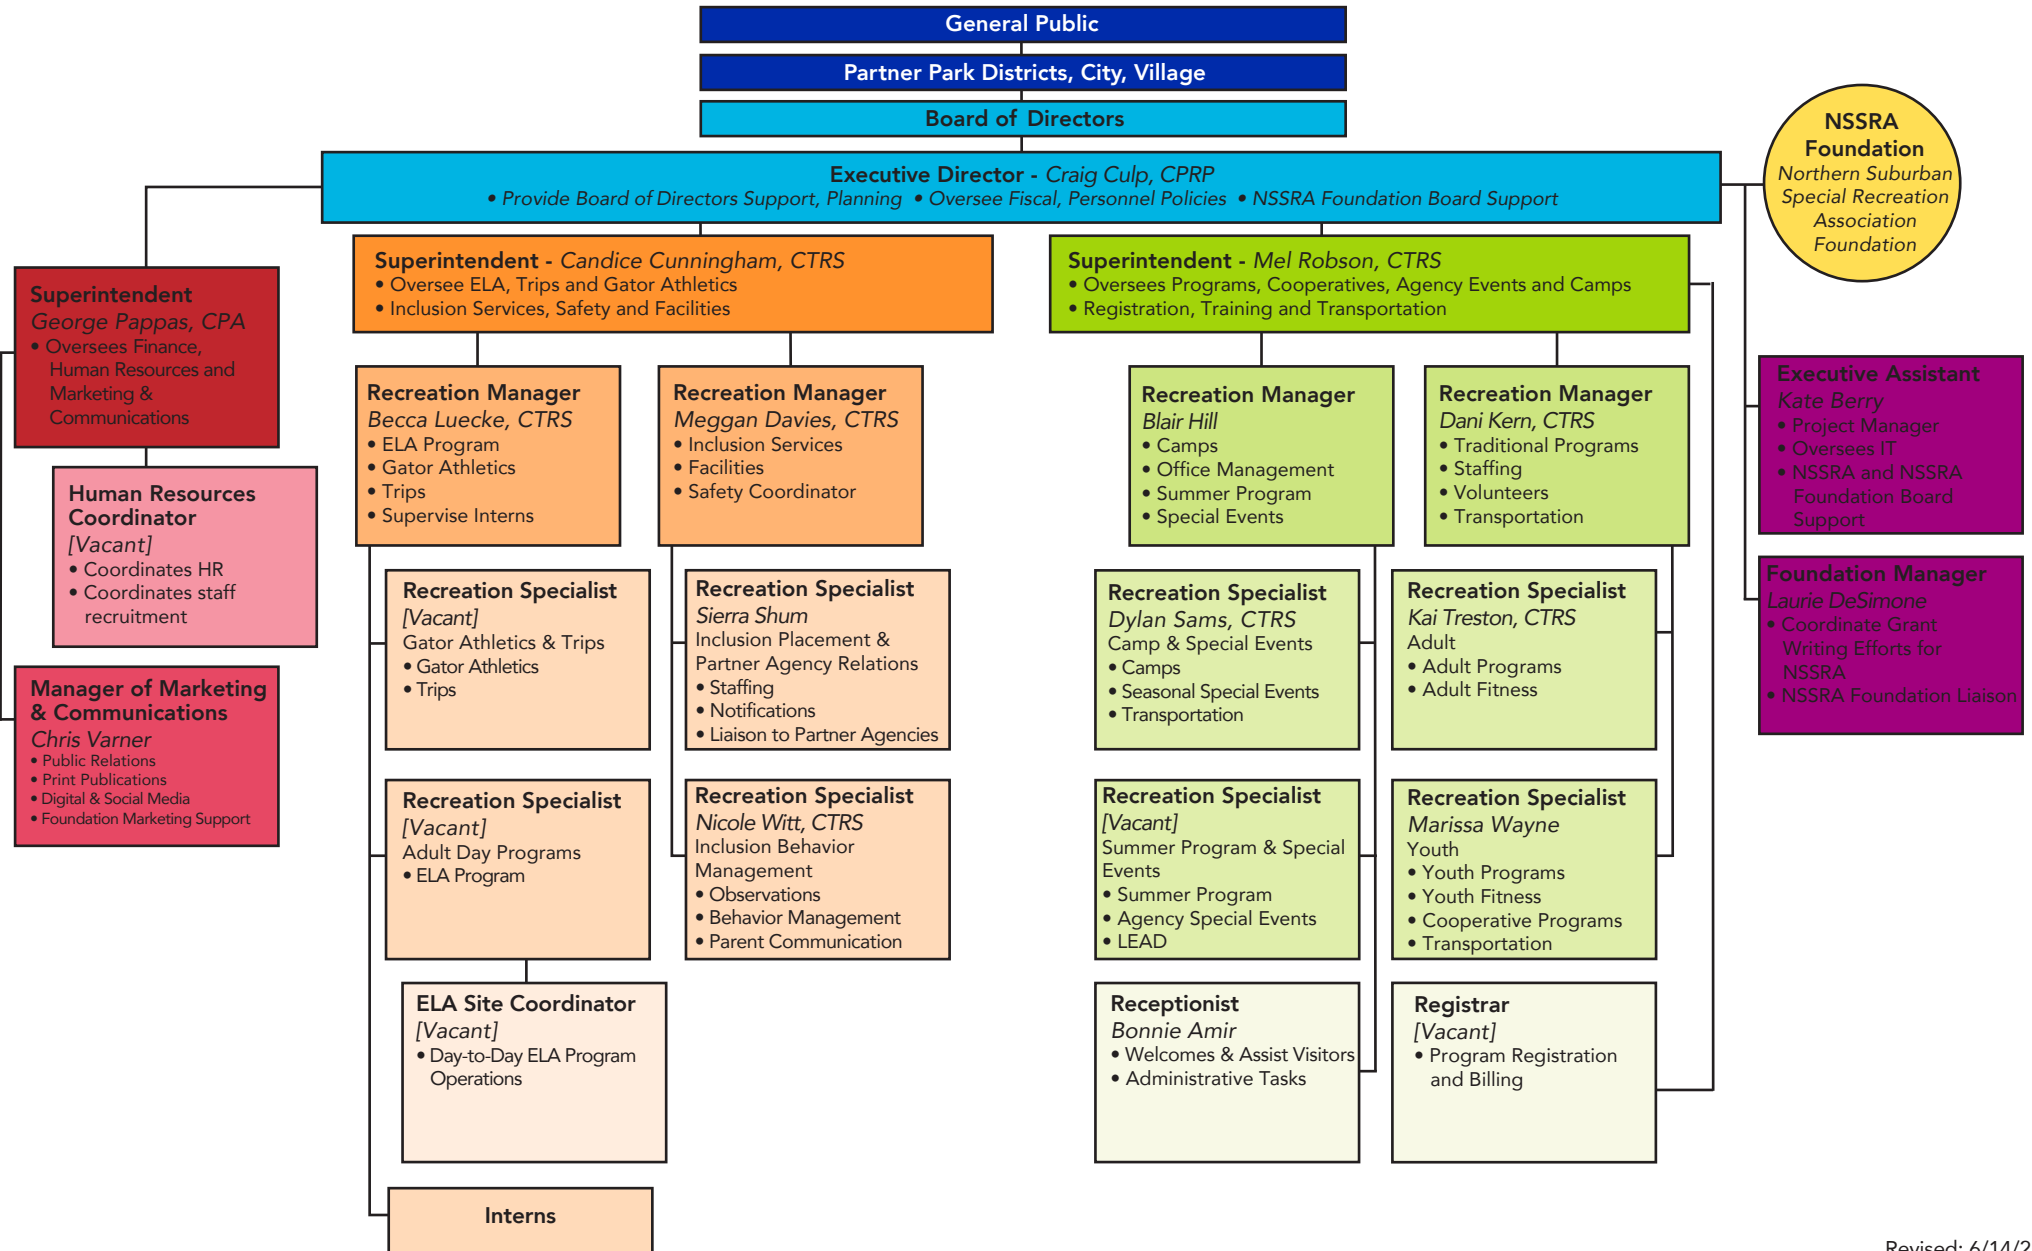 General Public
Partner Park Districts, City, Village
Board of Directors
Executive Director - Craig Culp, CPRP
• Provide Board of Directors Support, Planning • Oversee Fiscal, Personnel Policies • NSSRA Foundation Board Support
NSSRA
Foundation
Northern Suburban
Special Recreation
Association
Foundation
Superintendent
George Pappas, CPA
• Oversees Finance,
Human Resources and
Marketing &
Communications
Human Resources
Coordinator
[Vacant]
• Coordinates HR
• Coordinates staff
recruitment
Manager of Marketing
& Communications
Chris Varner
• Public Relations
• Print Publications
• Digital & Social Media
• Foundation Marketing Support
Superintendent - Candice Cunningham, CTRS
• Oversee ELA, Trips and Gator Athletics
• Inclusion Services, Safety and Facilities
Recreation Manager
Becca Luecke, CTRS
• ELA Program
• Gator Athletics
• Trips
• Supervise Interns
Recreation Manager
Meggan Davies, CTRS
• Inclusion Services
• Facilities
• Safety Coordinator
Recreation Specialist
[Vacant]
Gator Athletics & Trips
• Gator Athletics
• Trips
Recreation Specialist
Sierra Shum
Inclusion Placement &
Partner Agency Relations
• Staffing
• Notifications
• Liaison to Partner Agencies
Recreation Specialist
[Vacant]
Adult Day Programs
• ELA Program
Recreation Specialist
Nicole Witt, CTRS
Inclusion Behavior
Management
• Observations
• Behavior Management
• Parent Communication
ELA Site Coordinator
[Vacant]
• Day-to-Day ELA Program
Operations
Interns
Superintendent - Mel Robson, CTRS
• Oversees Programs, Cooperatives, Agency Events and Camps
• Registration, Training and Transportation
Recreation Manager
Blair Hill
• Camps
• Office Management
• Summer Program
• Special Events
Recreation Manager
Dani Kern, CTRS
• Traditional Programs
• Staffing
• Volunteers
• Transportation
Recreation Specialist
Dylan Sams, CTRS
Camp & Special Events
• Camps
• Seasonal Special Events
• Transportation
Recreation Specialist
Kai Treston, CTRS
Adult
• Adult Programs
• Adult Fitness
Recreation Specialist
[Vacant]
Summer Program & Special
Events
• Summer Program
• Agency Special Events
• LEAD
Recreation Specialist
Marissa Wayne
Youth
• Youth Programs
• Youth Fitness
• Cooperative Programs
• Transportation
Receptionist
Bonnie Amir
• Welcomes & Assist Visitors
• Administrative Tasks
Registrar
[Vacant]
• Program Registration
and Billing
Executive Assistant
Kate Berry
• Project Manager
• Oversees IT
• NSSRA and NSSRA
Foundation Board
Support
Foundation Manager
Laurie DeSimone
• Coordinate Grant
Writing Efforts for
NSSRA
• NSSRA Foundation Liaison
Revised: 6/14/2